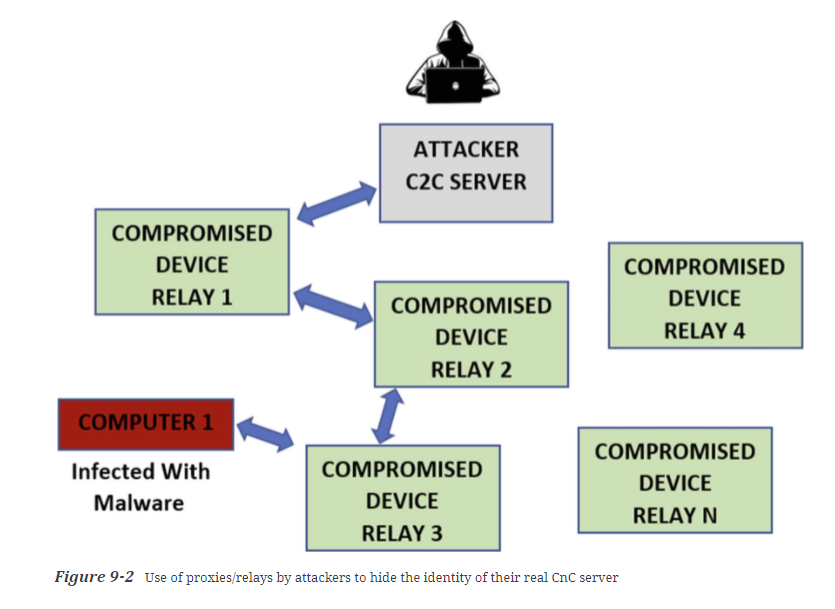 ATTACKER
C2C SERVER
COMPROMISED
DEVICE
RELAY 1
COMPROMISED
DEVICE
RELAY 2
COMPROMISED
DEVICE
RELAY 4
COMPUTER 1
Infected With
Malware
COMPROMISED
DEVICE
RELAY 3
COMPROMISED
DEVICE
RELAY N
Figure 9-2 Use of proxies/relays by attackers to hide the identity of their real CnC server